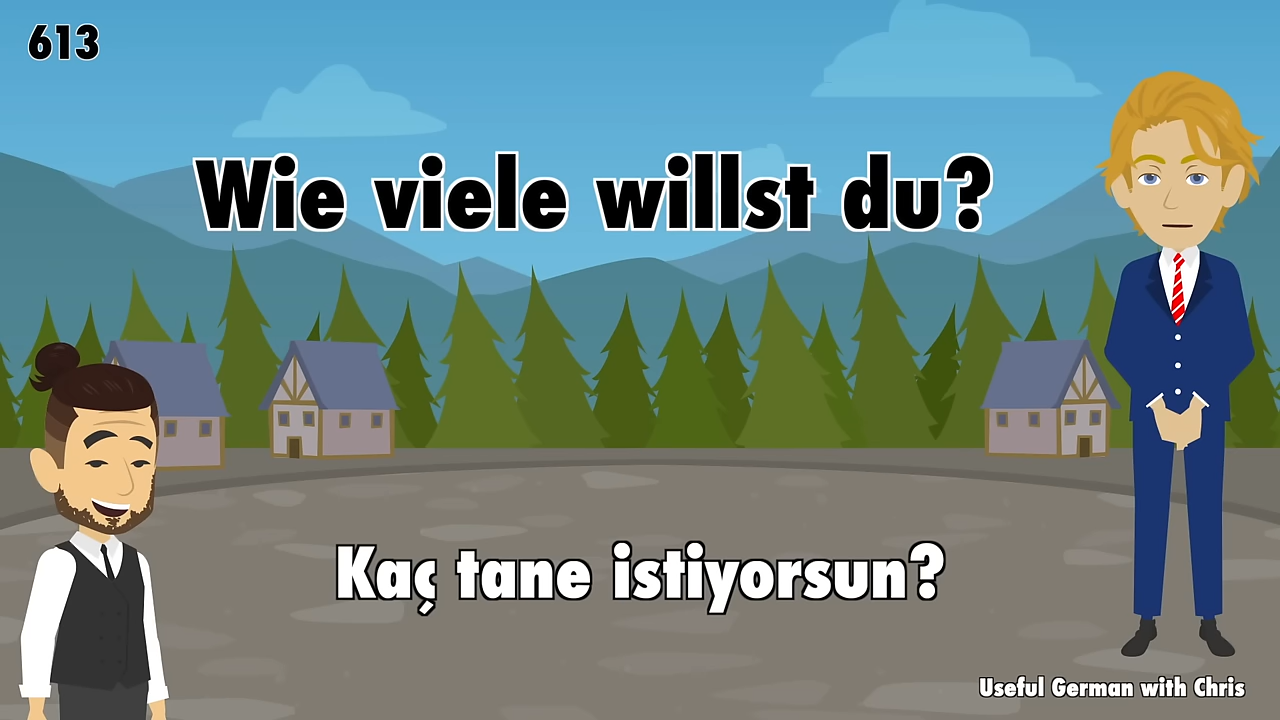 613
Wie viele willst du?
Kaç tane istiyorsun?
Useful German with Chris